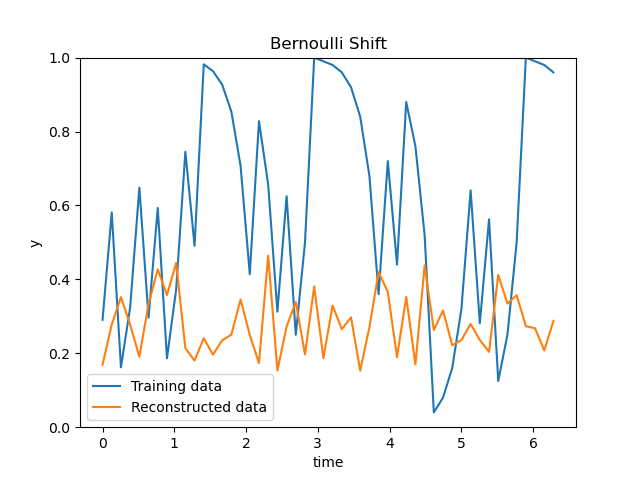 Bernoulli Shift
1.0
0.8
0.6
0.4
0.2
0.0
y
Training data
Reconstructed data
0 1 2 3 4 5 6
time